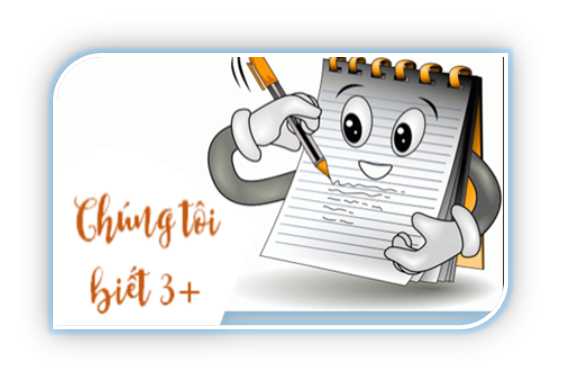 Chúng tôi
biết 3+